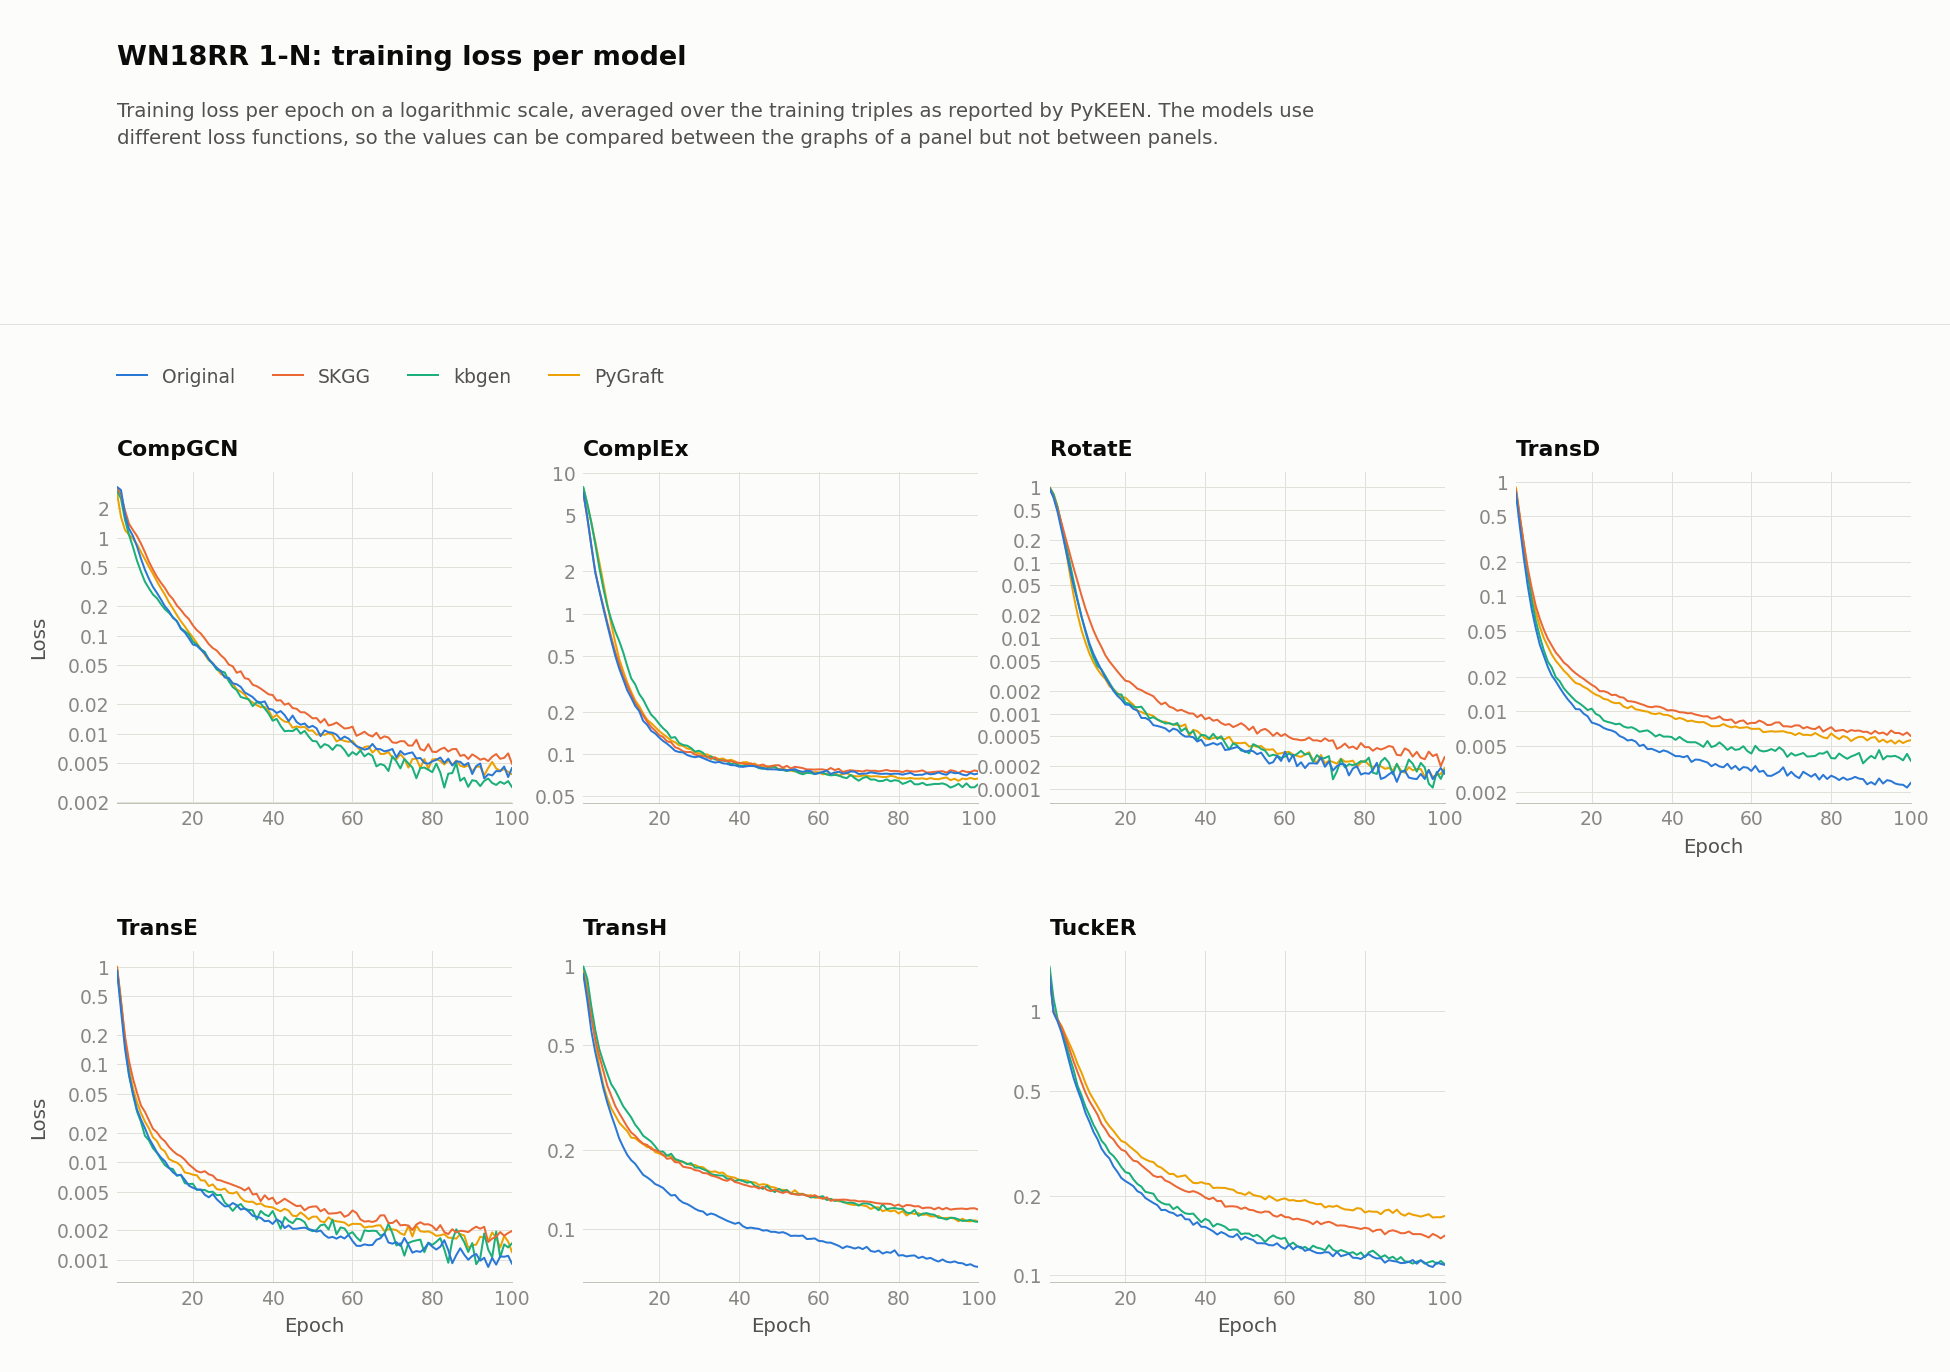 WN18RR 1-N: training loss per model
Training loss per epoch on a logarithmic scale, averaged over the training triples as reported by PyKEEN. The models use
different loss functions, so the values can be compared between the graphs of a panel but not between panels.
Original SKGG kbgen PyGraft
CompGCN
Loss
2
1
0.5
0.2
0.1
0.05
0.02
0.01
0.005
0.002
20 40 60 80 100
ComplEx
10
5
2
1
0.5
0.2
0.1
0.05
20 40 60 80 100
RotatE
1
0.5
0.2
0.1
0.05
0.02
0.01
0.005
0.002
0.001
0.0005
0.0002
0.0001
20 40 60 80 100
TransD
1
0.5
0.2
0.1
0.05
0.02
0.01
0.005
0.002
20 40 60 80 100
Epoch
TransE
Loss
1
0.5
0.2
0.1
0.05
0.02
0.01
0.005
0.002
0.001
20 40 60 80 100
Epoch
TransH
1
0.5
0.2
0.1
20 40 60 80 100
Epoch
TuckER
1
0.5
0.2
0.1
20 40 60 80 100
Epoch